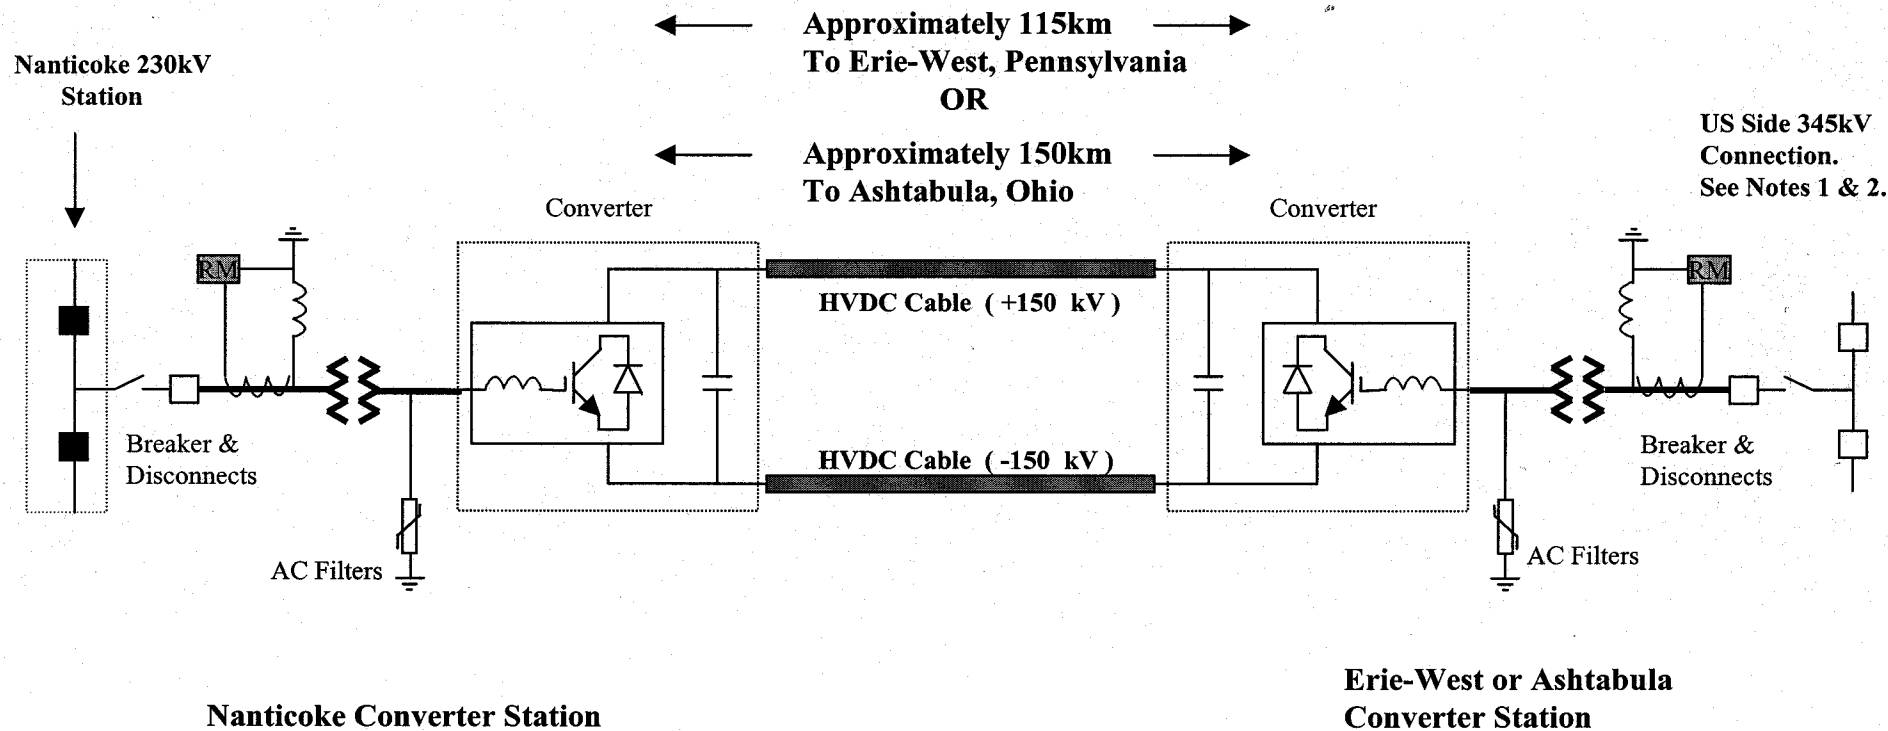 Approximately 115km
To Erie-West, Pennsylvania
OR
Approximately 150km
To Ashtabula, Ohio
Nanticoke 230kV
Station
US Side 345kV
Connection.
See Notes 1 & 2.
Converter
Converter
RM
RM
HVDC Cable ( +150 kV )
HVDC Cable ( -150 kV )
Breaker &
Disconnects
Breaker &
Disconnects
AC Filters
AC Filters
Nanticoke Converter Station
Erie-West or Ashtabula
Converter Station